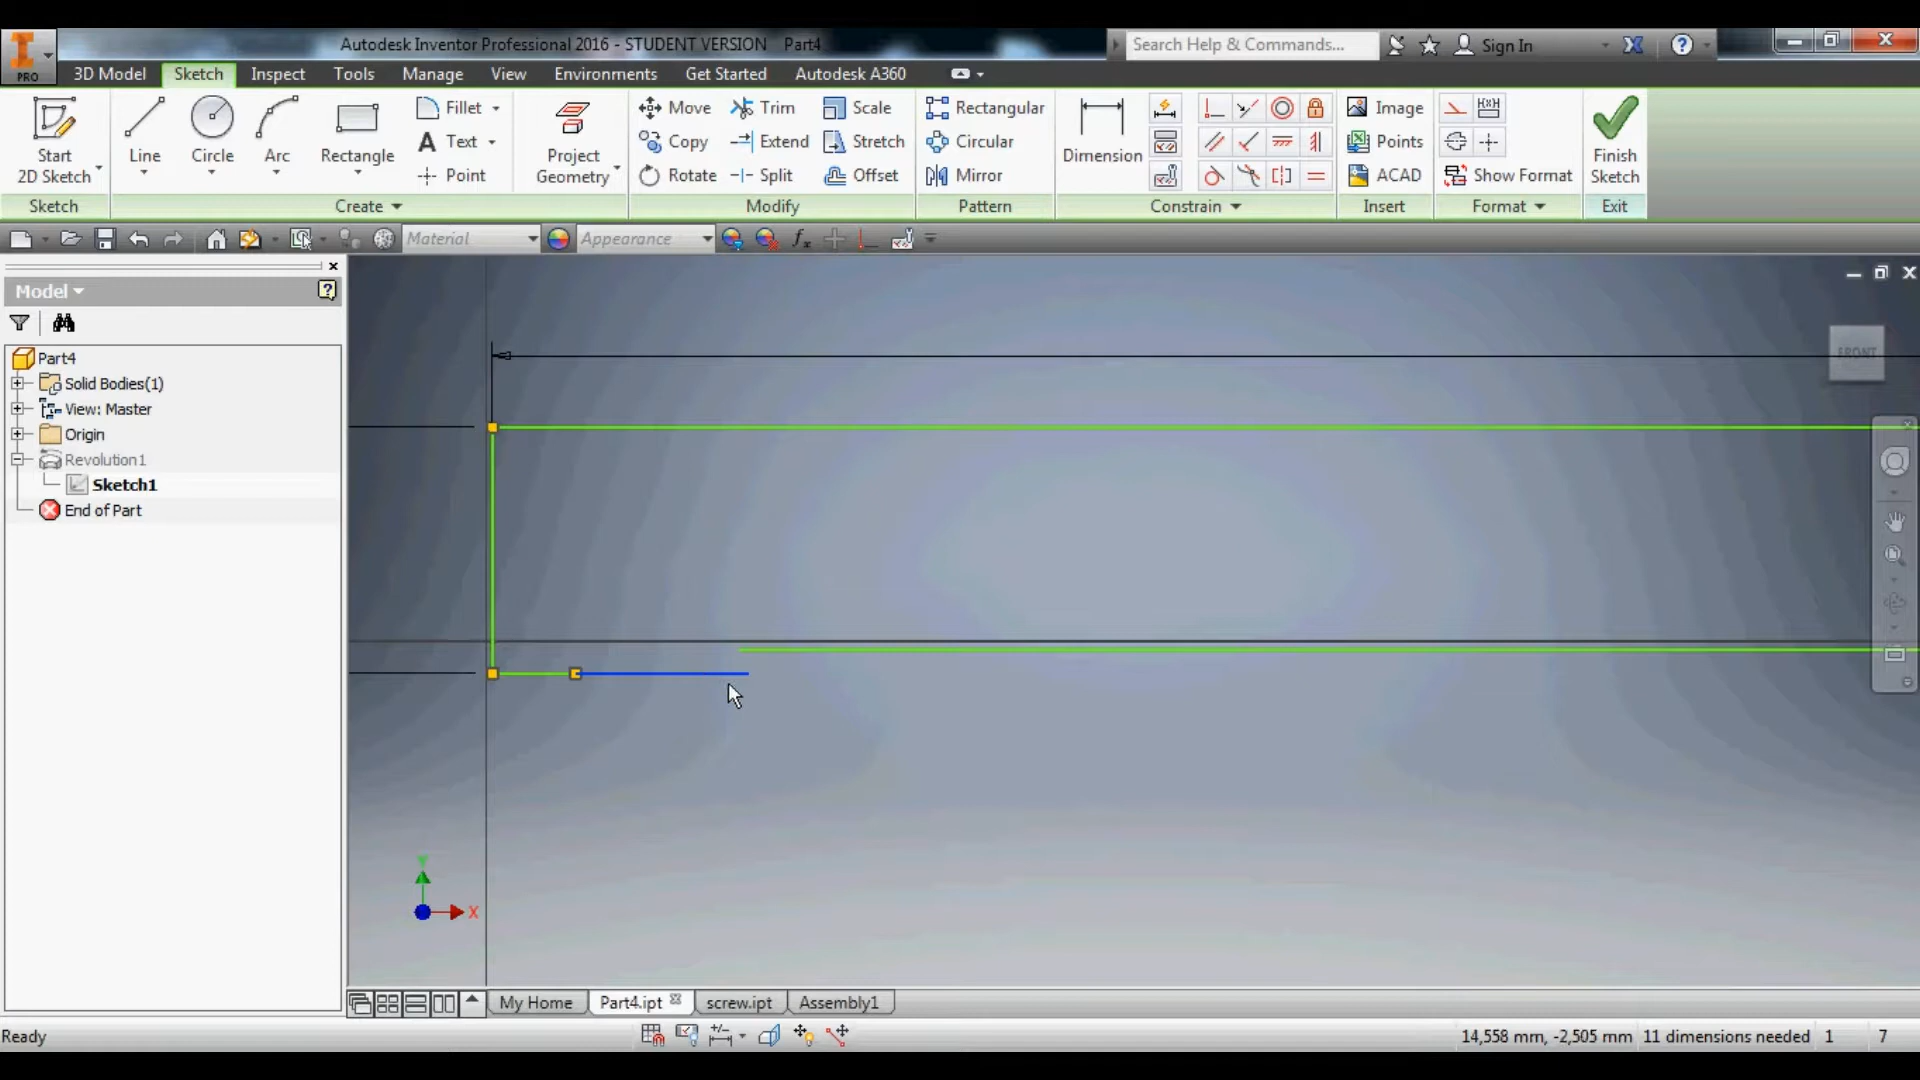 Autodesk Inventor Professional 2016 - STUDENT VERSION Part4
Search Help & Commands...
Sign In
PRO
3D Model Sketch Inspect Tools Manage View Environments Get Started Autodesk A360
Start 2D Sketch
Line
Circle
Arc
Rectangle
Fillet
Text
Point
Project Geometry
Move
Copy
Rotate
Trim
Extend
Split
Scale
Stretch
Offset
Rectangular
Circular
Mirror
Dimension
Image
Points
ACAD
Show Format
Finish Sketch
Sketch Create Modify Pattern Constrain Insert Format Exit
Material Appearance fx
Model
Part4
Solid Bodies(1)
View: Master
Origin
Revolution1
Sketch1
End of Part
FRONT
Y
X
My Home Part4.ipt screw.ipt Assembly1
Ready 14,558 mm, -2,505 mm 11 dimensions needed 1 7